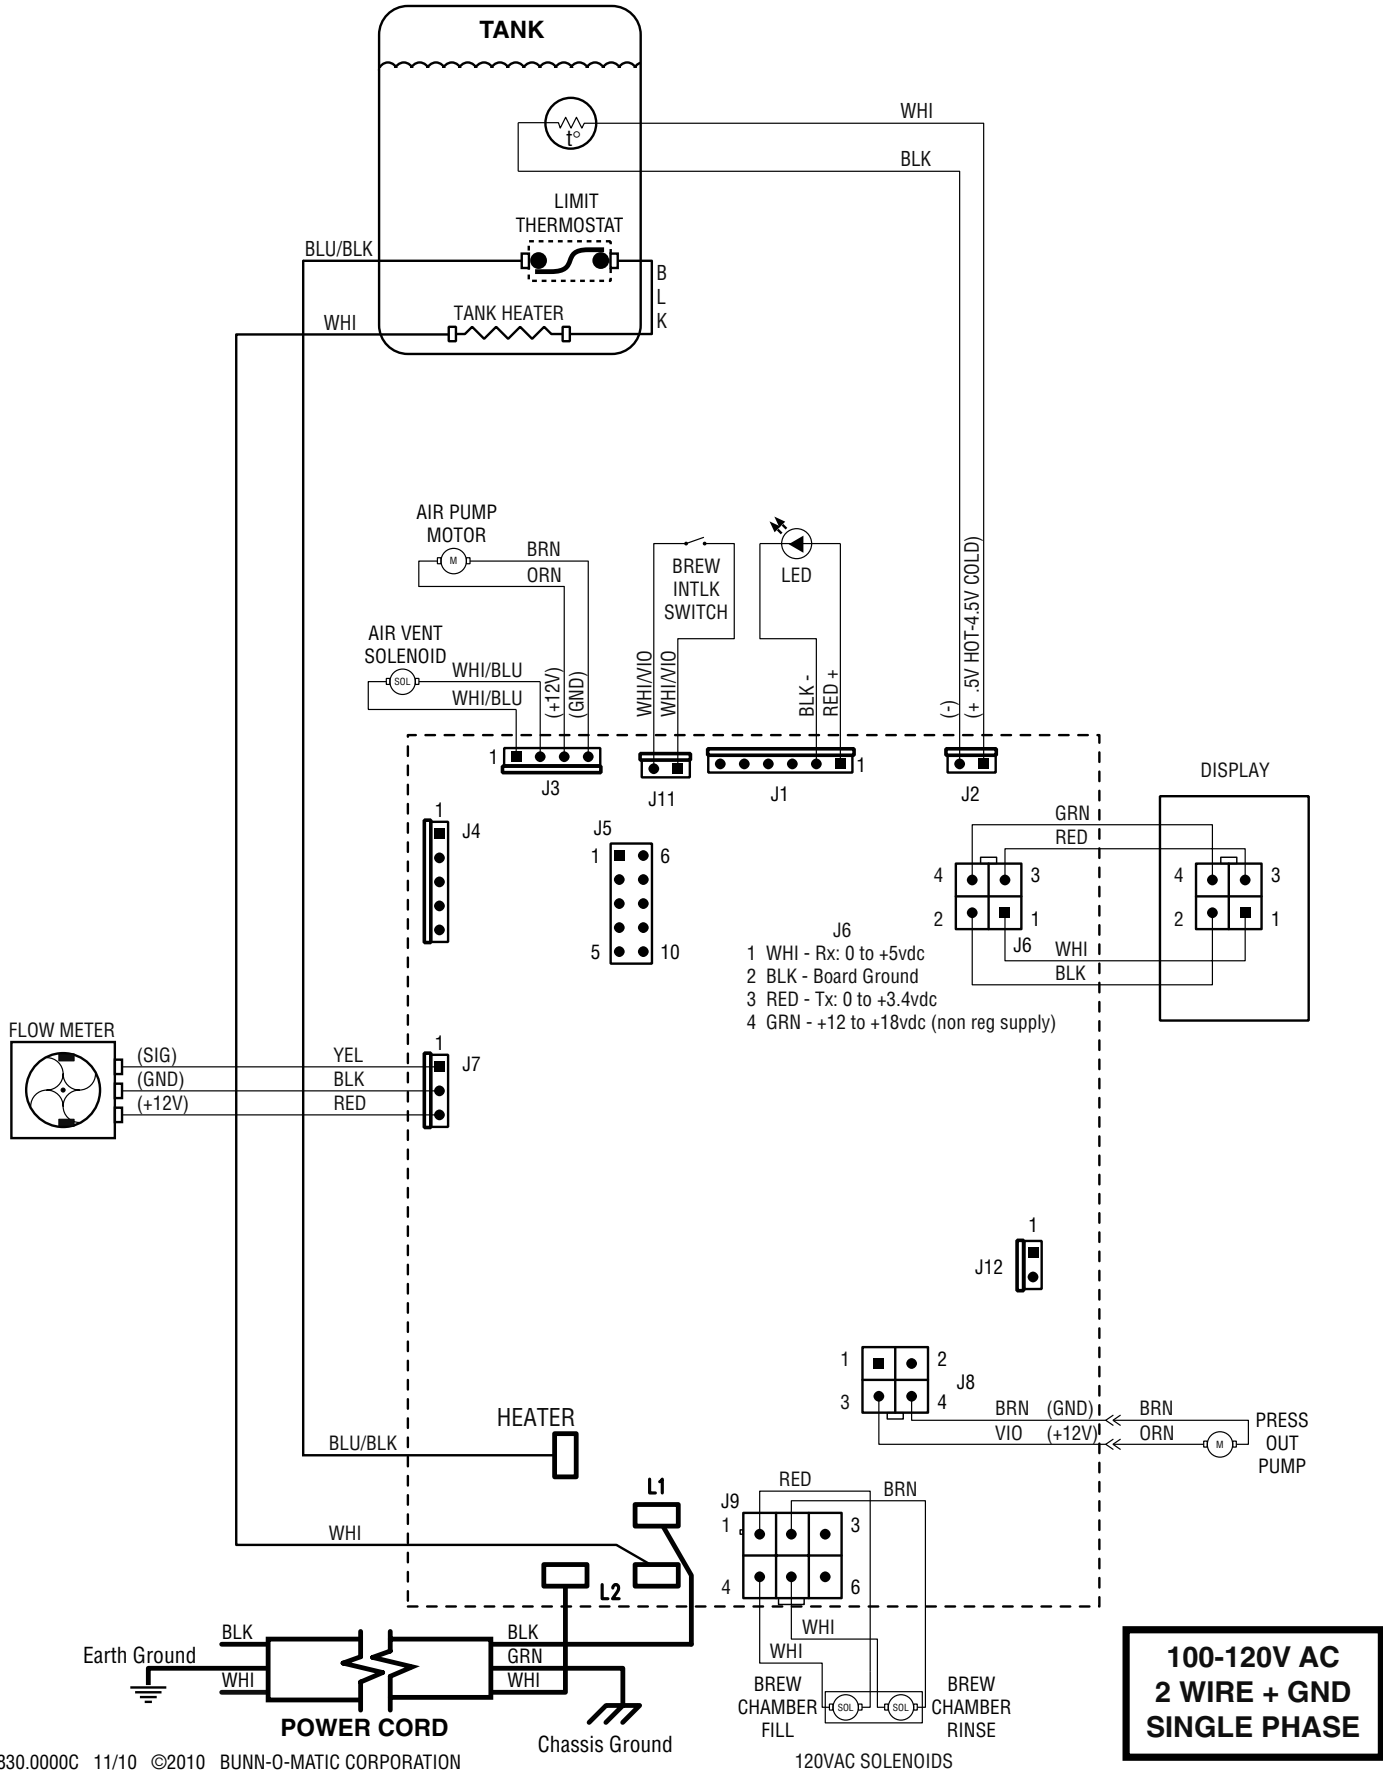 TANK
WHI
t°
BLK
LIMIT
THERMOSTAT
BLU/BLK
B
L
K
TANK HEATER
WHI
AIR PUMP
MOTOR
M
BRN
ORN
BREW
INTLK
SWITCH
LED
AIR VENT
SOLENOID
SOL
WHI/BLU
WHI/BLU
(+12V)
(GND)
WHI/VIO
WHI/VIO
BLK -
RED +
(-)
(+ .5V HOT-4.5V COLD)
1
J3
J11
J1
1
J2
DISPLAY
1
J4
J5
1
6
5
10
GRN
RED
4
3
2
1
J6
WHI
BLK
4
3
2
1
J6
1 WHI - Rx: 0 to +5vdc
2 BLK - Board Ground
3 RED - Tx: 0 to +3.4vdc
4 GRN - +12 to +18vdc (non reg supply)
FLOW METER
(SIG)
YEL
(GND)
BLK
(+12V)
RED
1
J7
1
J12
1
2
J8
3
4
BRN (GND)
BRN
VIO (+12V)
ORN
M
PRESS
OUT
PUMP
HEATER
BLU/BLK
L1
WHI
L2
RED
BRN
J9
1
3
4
6
WHI
WHI
BREW
CHAMBER
FILL
SOL
SOL
BREW
CHAMBER
RINSE
120VAC SOLENOIDS
Earth Ground
BLK
WHI
BLK
GRN
WHI
POWER CORD
Chassis Ground
100-120V AC
2 WIRE + GND
SINGLE PHASE
830.0000C 11/10 ©2010 BUNN-O-MATIC CORPORATION